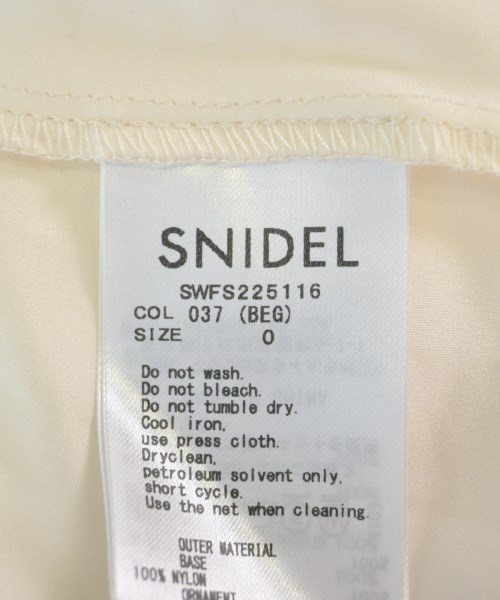 SNIDEL
SWFS225116
COL 037 (BEG)
SIZE 0
Do not wash.
Do not bleach.
Do not tumble dry.
Cool iron,
use press cloth.
Dryclean,
petroleum solvent only.
short cycle.
Use the net when cleaning.
OUTER MATERIAL
BASE
100% NYLON
ORNAMENT